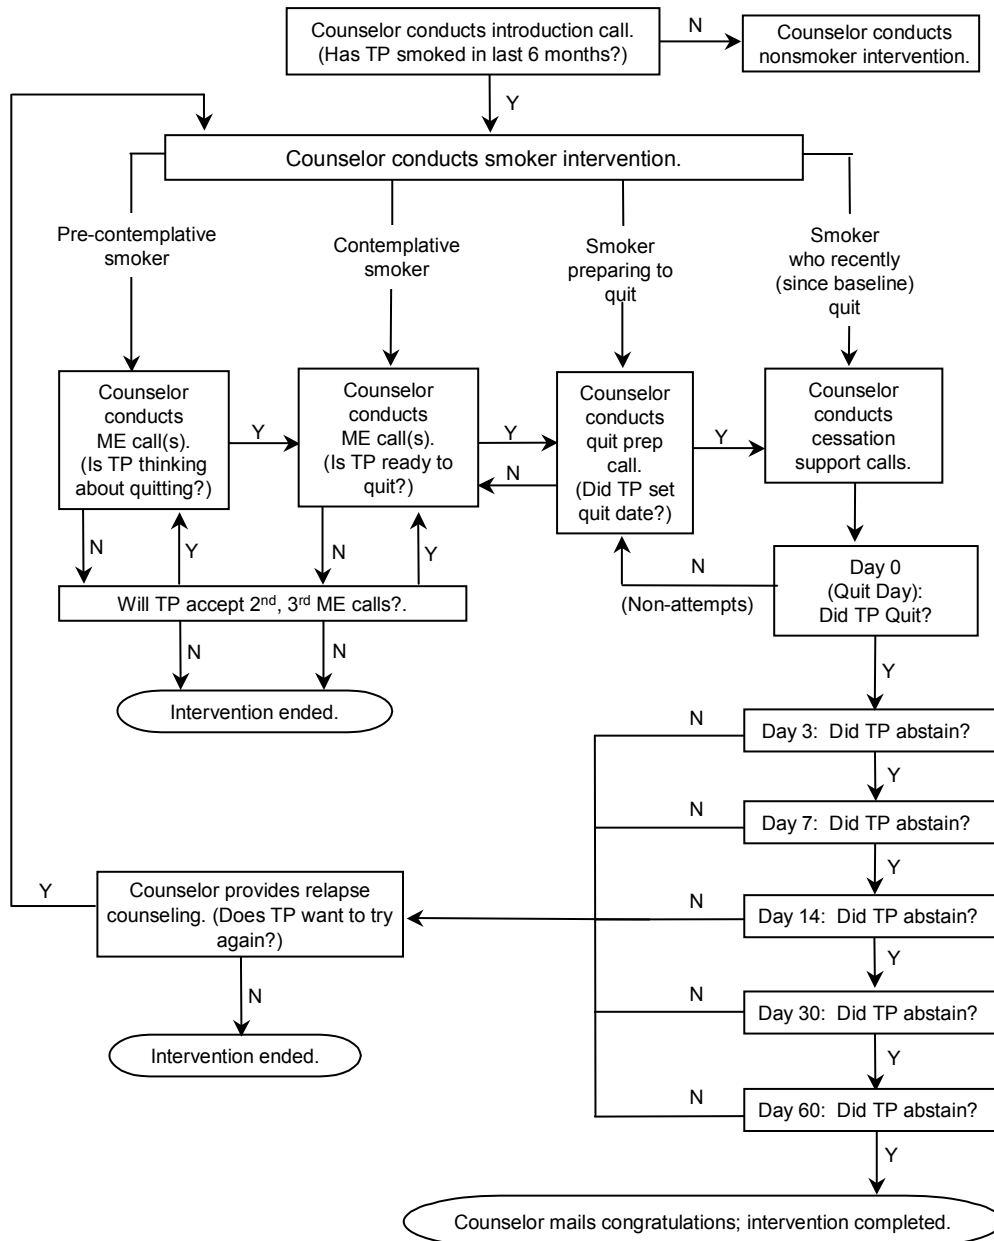 Counselor conducts introduction call.
(Has TP smoked in last 6 months?)
N
Counselor conducts
nonsmoker intervention.
Y
Counselor conducts smoker intervention.
Pre-contemplative
smoker
Contemplative
smoker
Smoker
preparing to
quit
Smoker
who recently
(since baseline)
quit
Counselor
conducts
ME call(s).
(Is TP thinking
about quitting?)
Y
Counselor
conducts
ME call(s).
(Is TP ready to
quit?)
Y
N
Counselor
conducts
quit prep
call.
(Did TP set
quit date?)
Y
Counselor
conducts
cessation
support calls.
N
Y
N
Y
Will TP accept 2nd, 3rd ME calls?.
N
N
Intervention ended.
N
(Non-attempts)
Day 0
(Quit Day):
Did TP Quit?
Y
N
Day 3: Did TP abstain?
Y
N
Day 7: Did TP abstain?
Y
Y
Counselor provides relapse
counseling. (Does TP want to try
again?)
N
Day 14: Did TP abstain?
Y
N
N
Day 30: Did TP abstain?
Intervention ended.
Y
N
Day 60: Did TP abstain?
Y
Counselor mails congratulations; intervention completed.